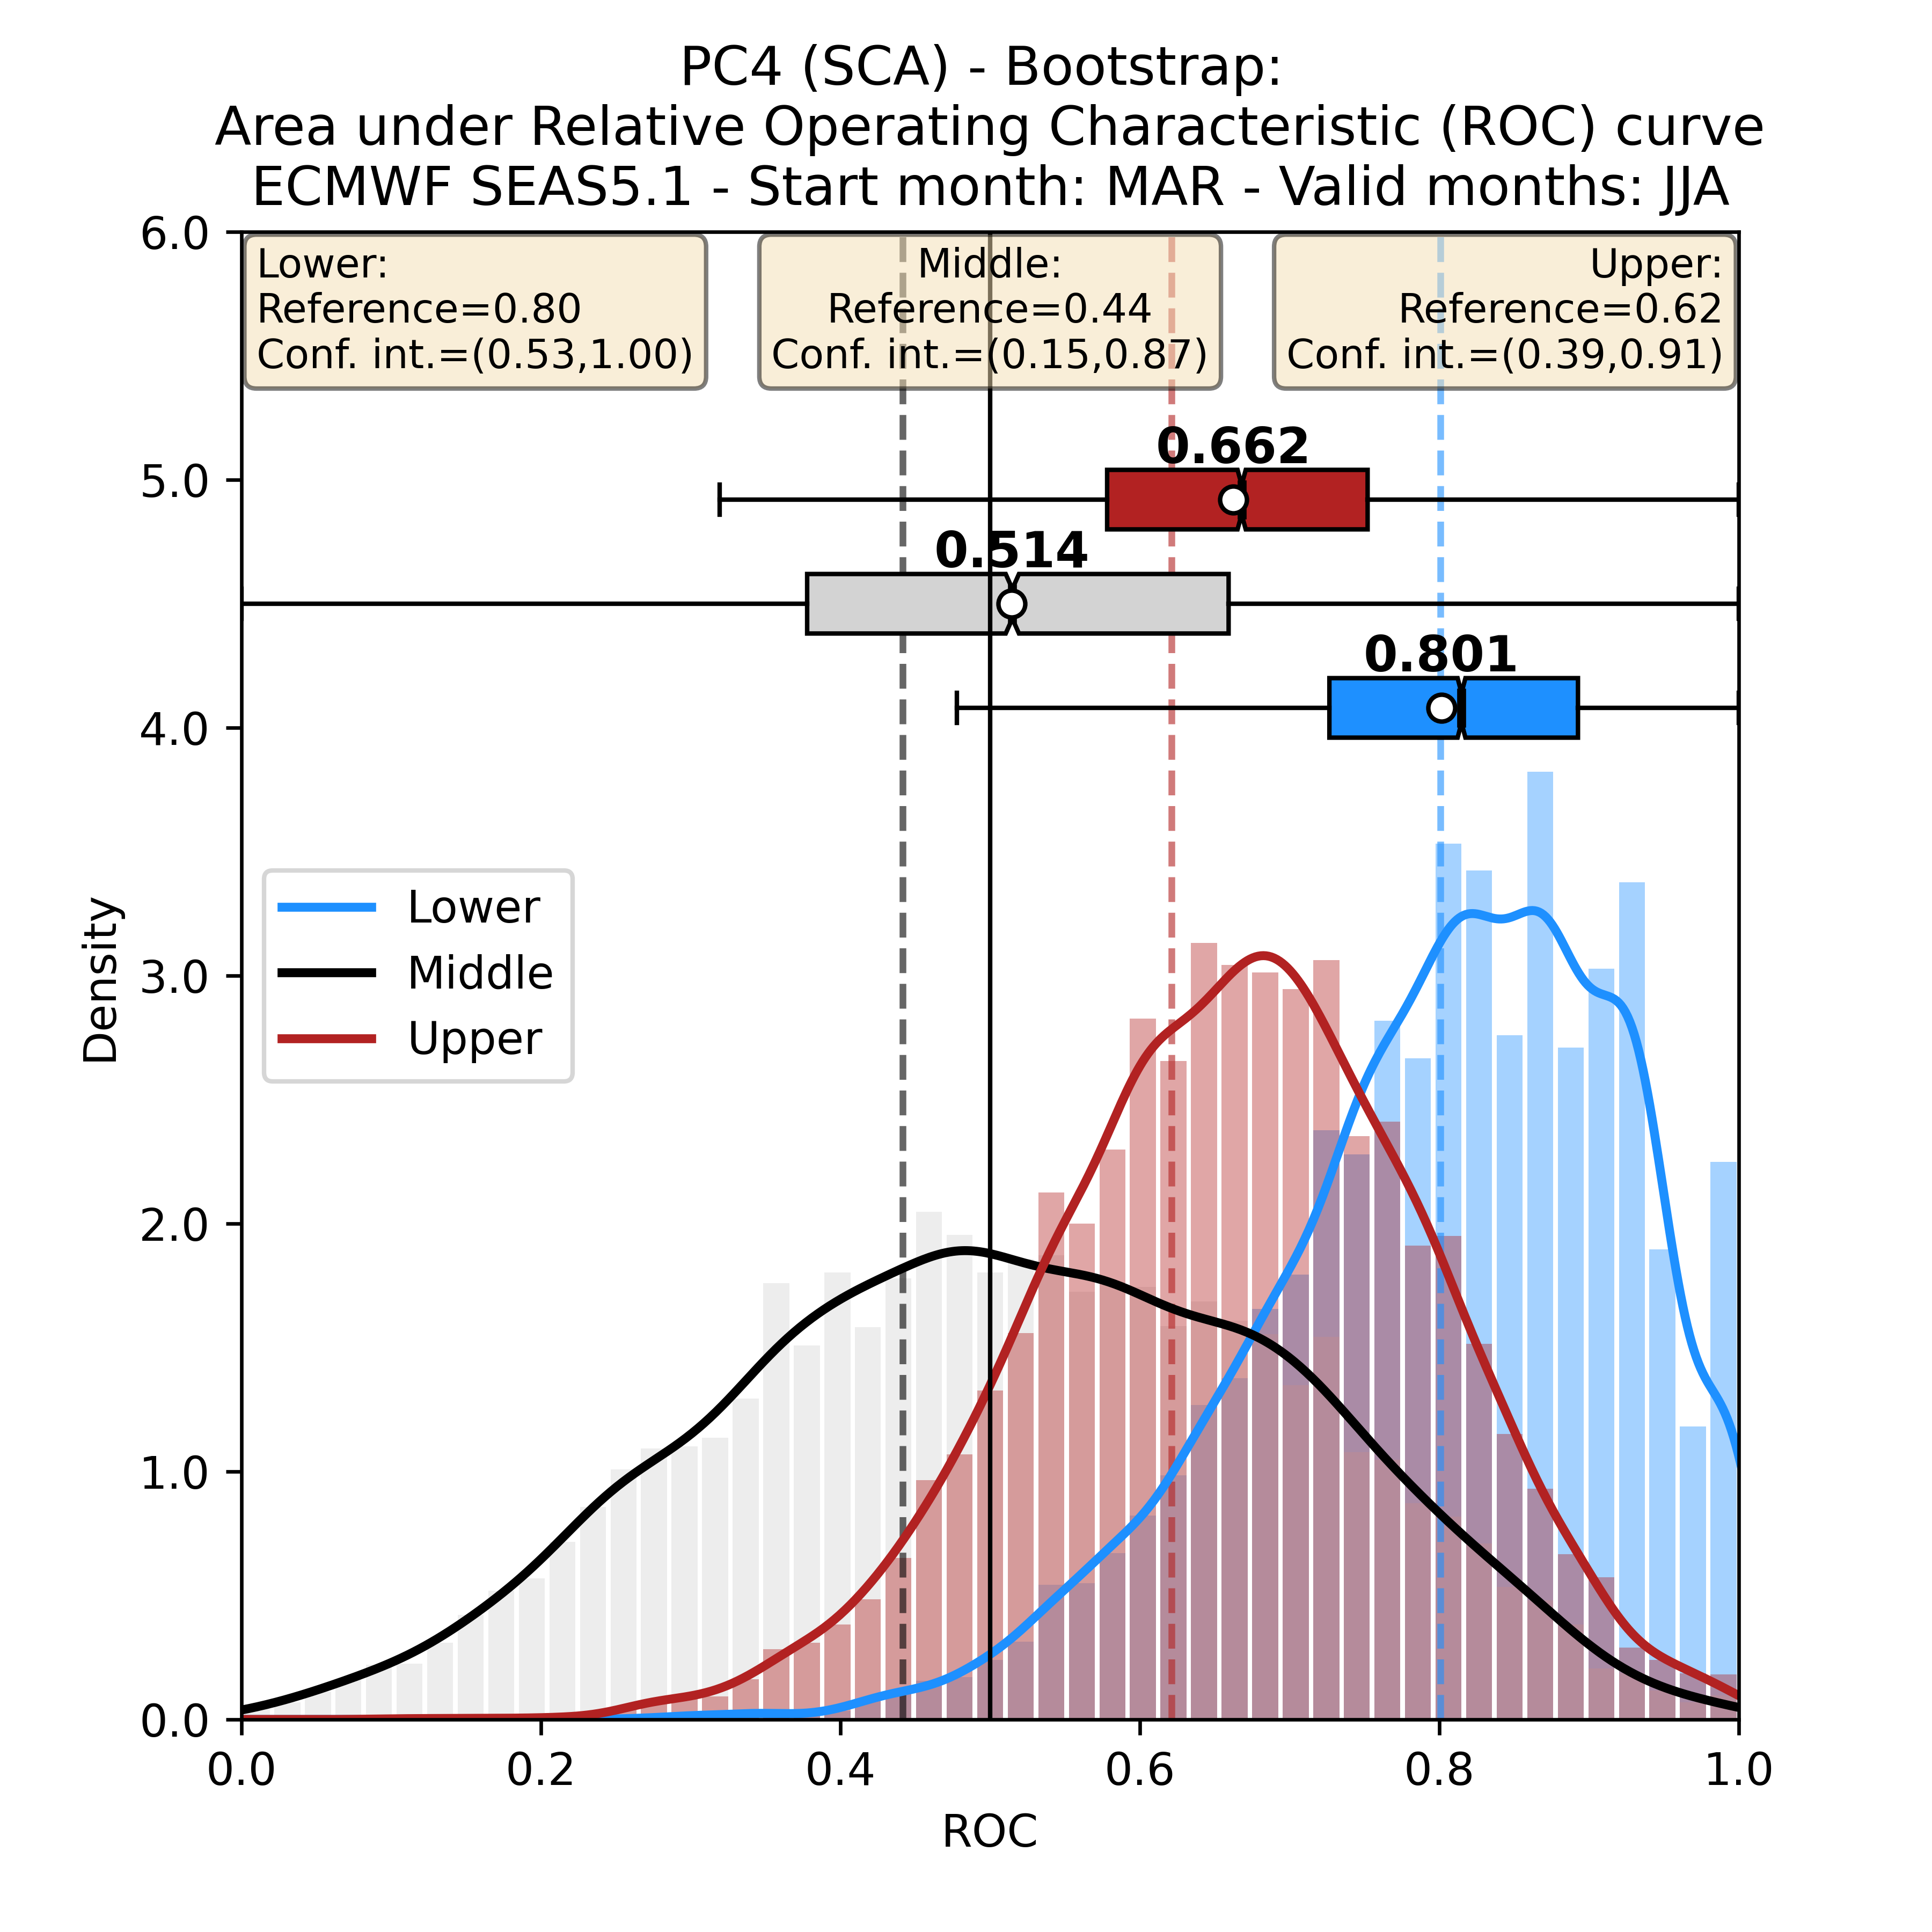 PC4 (SCA) - Bootstrap:
Area under Relative Operating Characteristic (ROC) curve
ECMWF SEAS5.1 - Start month: MAR - Valid months: JJA
Lower:
Reference=0.80
Conf. int.=(0.53,1.00)
Middle:
Reference=0.44
Conf. int.=(0.15,0.87)
Upper:
Reference=0.62
Conf. int.=(0.39,0.91)
0.662
0.514
0.801
Lower
Middle
Upper
Density
6.0
5.0
4.0
3.0
2.0
1.0
0.0
0.0 0.2 0.4 0.6 0.8 1.0
ROC